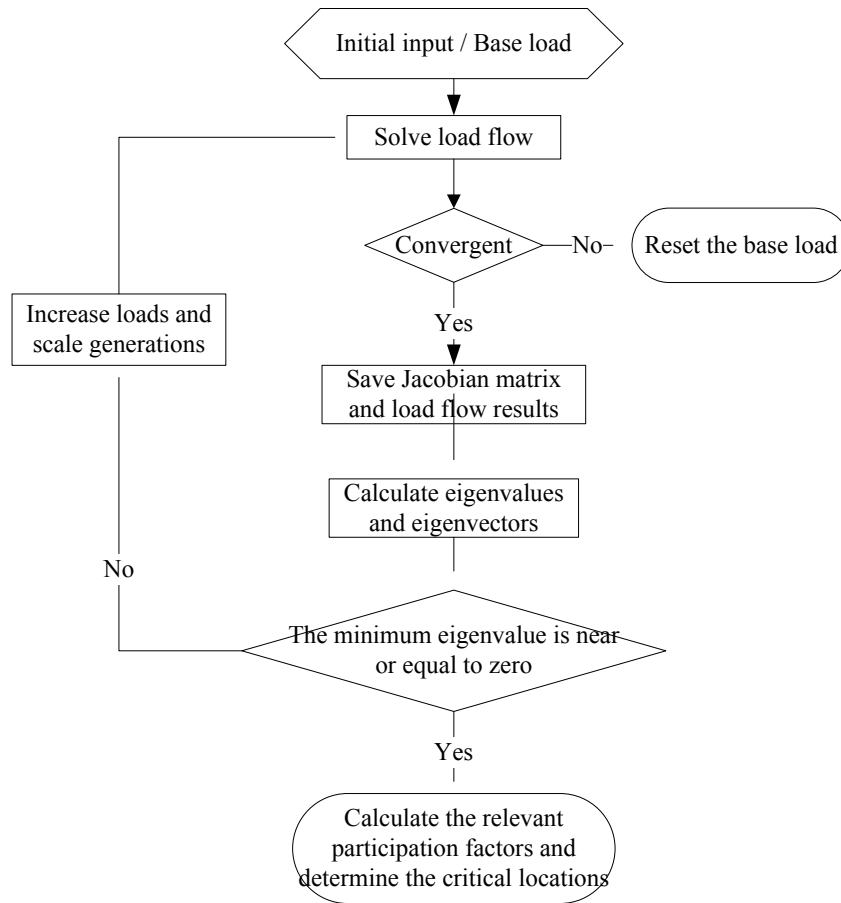 Initial input / Base load
Solve load flow
Convergent
No
Reset the base load
Yes
Increase loads and
scale generations
Save Jacobian matrix
and load flow results
Calculate eigenvalues
and eigenvectors
No
The minimum eigenvalue is near
or equal to zero
Yes
Calculate the relevant
participation factors and
determine the critical locations